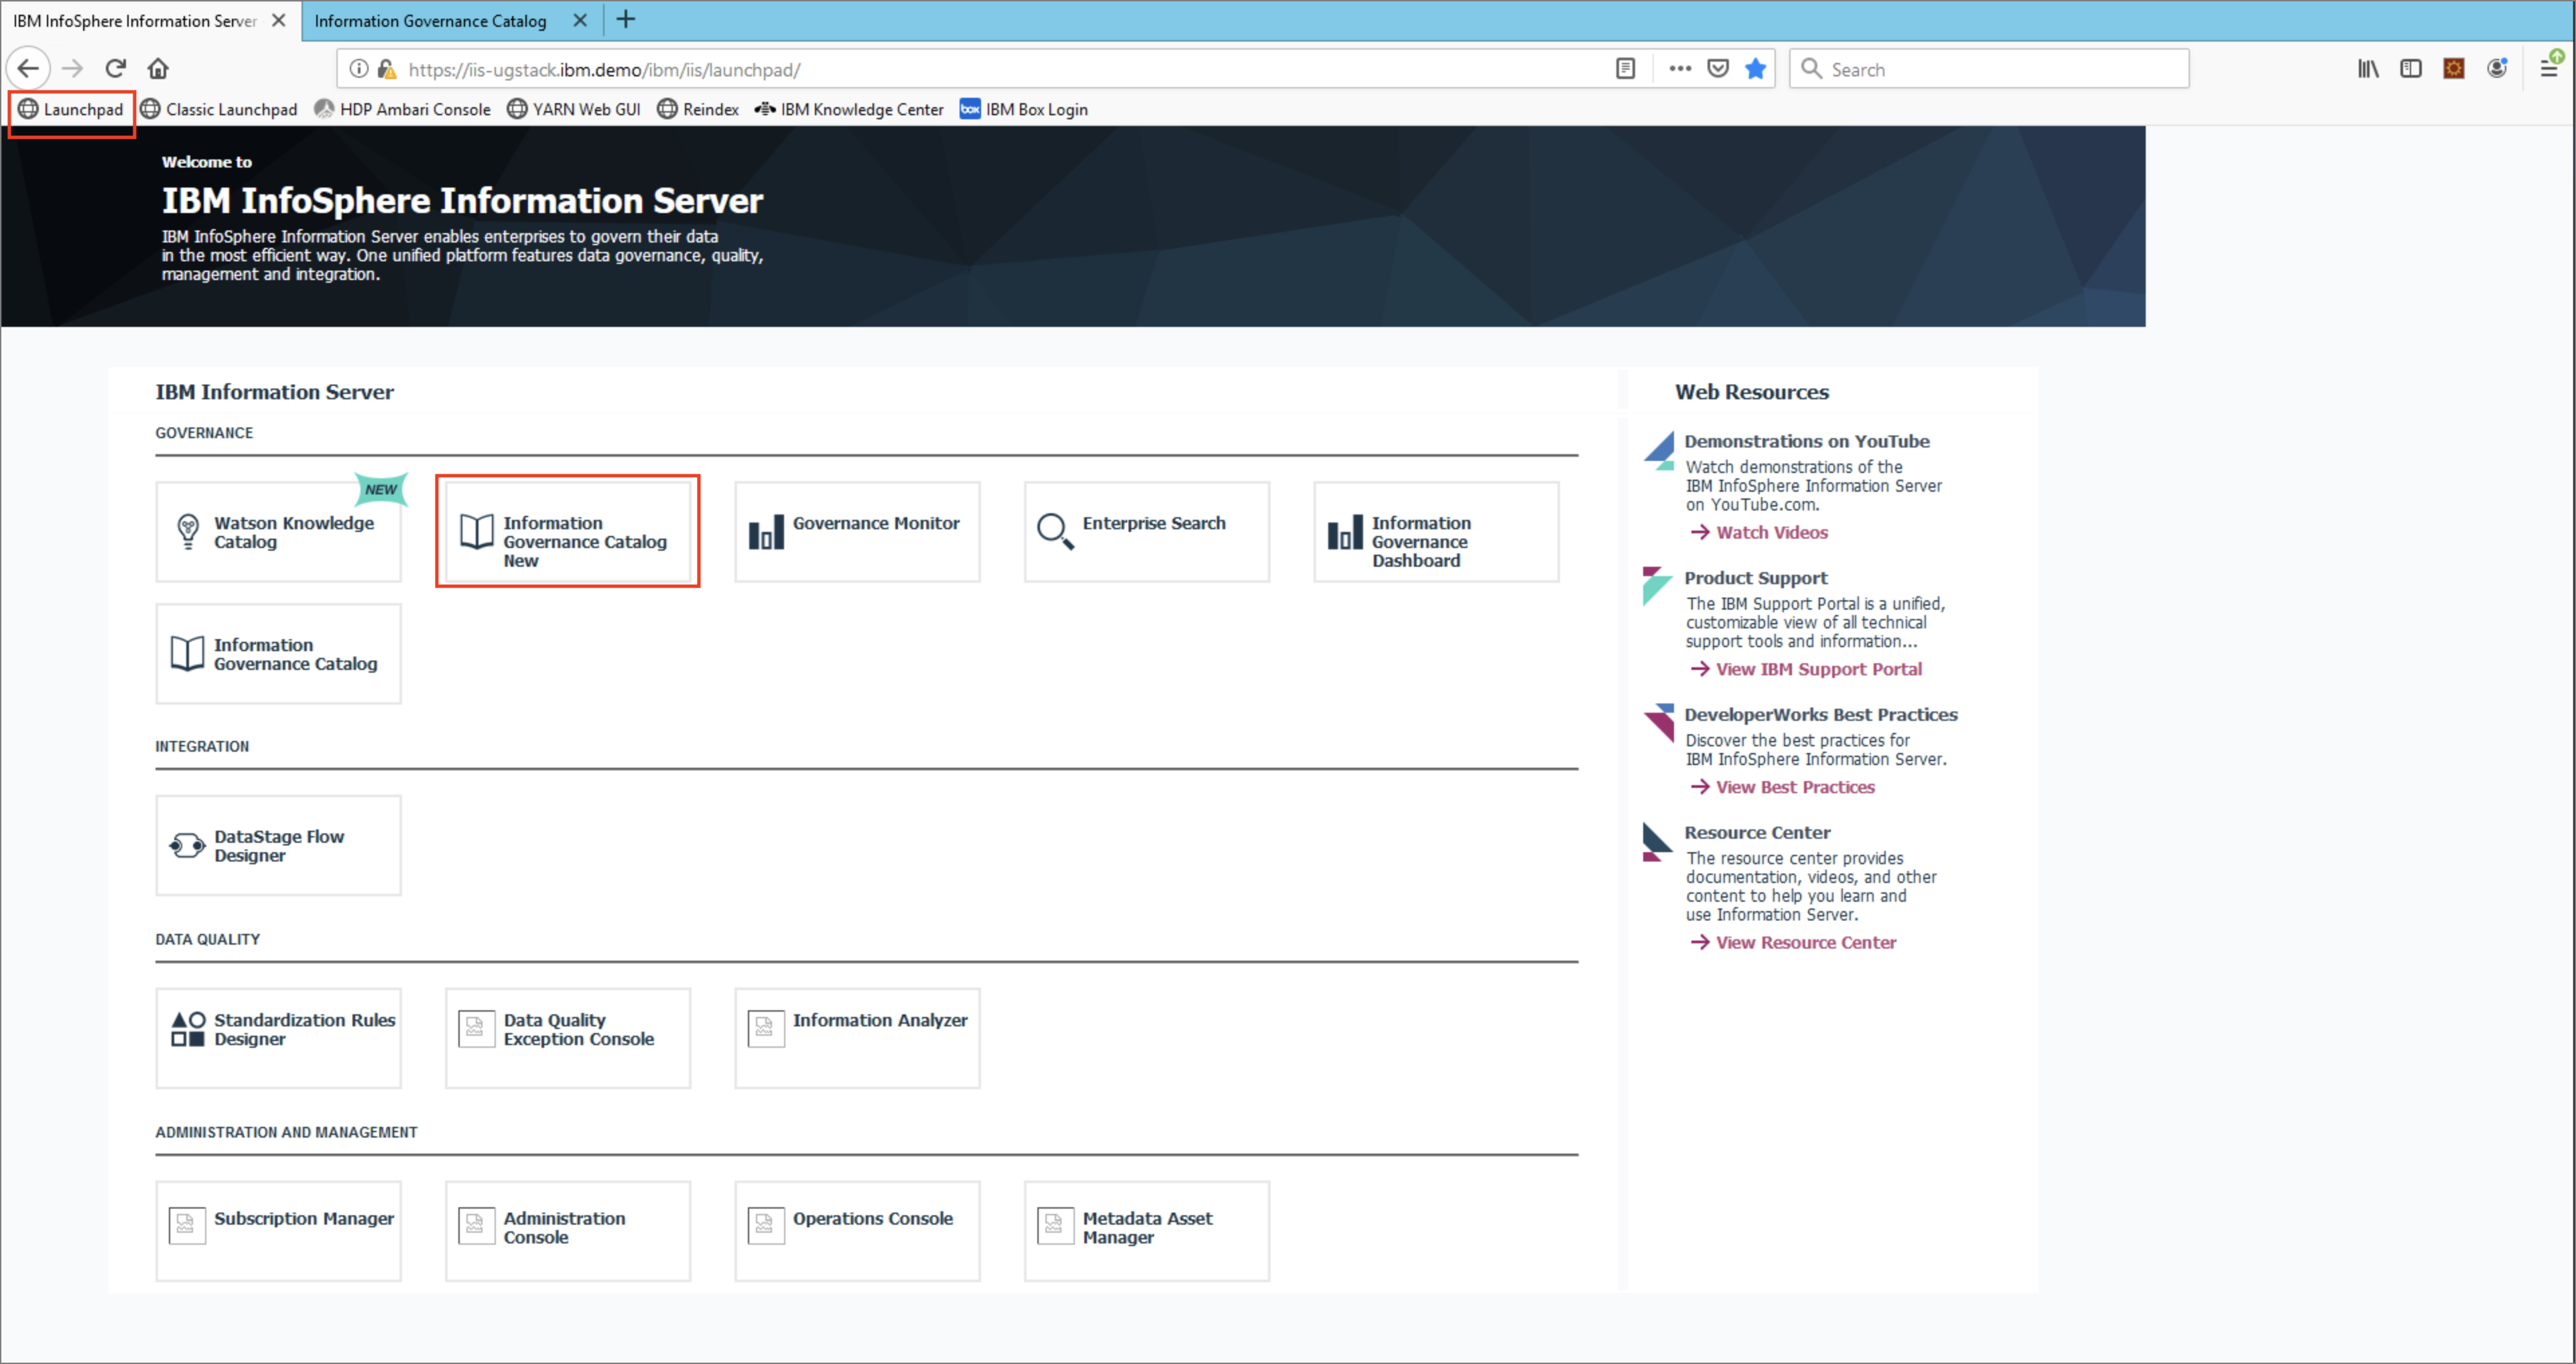 IBM InfoSphere Information Server
Information Governance Catalog
https://iis-ugstack.ibm.demo/ibm/iis/launchpad/
Search
Launchpad
Classic Launchpad
HDP Ambari Console
YARN Web GUI
Reindex
IBM Knowledge Center
box
IBM Box Login
Welcome to
IBM InfoSphere Information Server
IBM InfoSphere Information Server enables enterprises to govern their data
in the most efficient way. One unified platform features data governance, quality,
management and integration.
IBM Information Server
GOVERNANCE
NEW
Watson Knowledge
Catalog
Information
Governance Catalog
New
Governance Monitor
Enterprise Search
Information
Governance
Dashboard
Information
Governance Catalog
INTEGRATION
DataStage Flow
Designer
DATA QUALITY
Standardization Rules
Designer
Data Quality
Exception Console
Information Analyzer
ADMINISTRATION AND MANAGEMENT
Subscription Manager
Administration
Console
Operations Console
Metadata Asset
Manager
Web Resources
Demonstrations on YouTube
Watch demonstrations of the
IBM InfoSphere Information Server
on YouTube.com.
Watch Videos
Product Support
The IBM Support Portal is a unified,
customizable view of all technical
support tools and information...
View IBM Support Portal
DeveloperWorks Best Practices
Discover the best practices for
IBM InfoSphere Information Server.
View Best Practices
Resource Center
The resource center provides
documentation, videos, and other
content to help you learn and
use Information Server.
View Resource Center